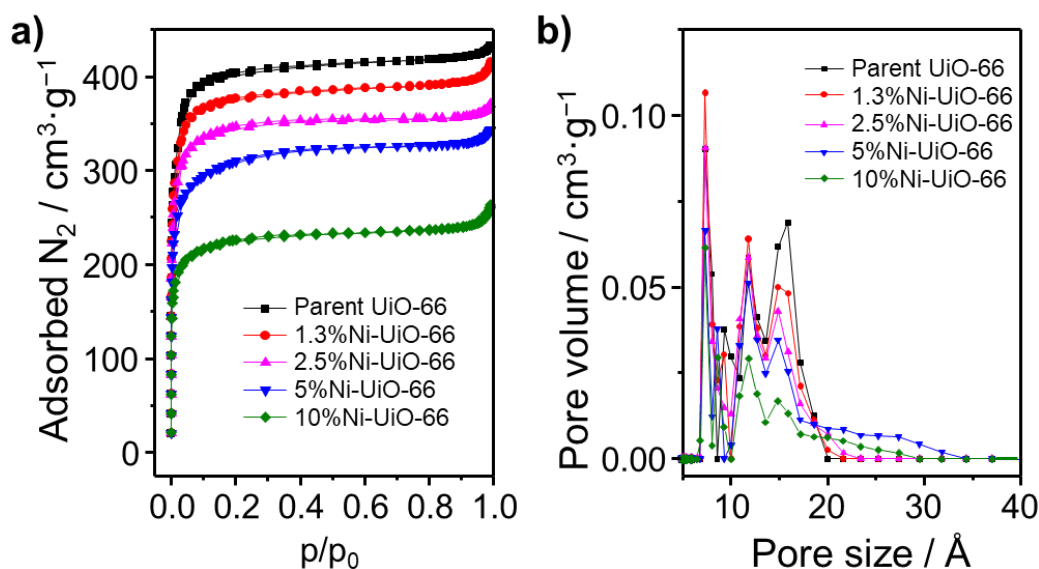 a)
Adsorbed N₂ / cm³·g⁻¹
400
300
200
100
0
Parent UiO-66
1.3%Ni-UiO-66
2.5%Ni-UiO-66
5%Ni-UiO-66
10%Ni-UiO-66
0.0 0.2 0.4 0.6 0.8 1.0
p/p₀
b)
Pore volume / cm³·g⁻¹
0.10
0.05
0.00
Parent UiO-66
1.3%Ni-UiO-66
2.5%Ni-UiO-66
5%Ni-UiO-66
10%Ni-UiO-66
10 20 30 40
Pore size / Å